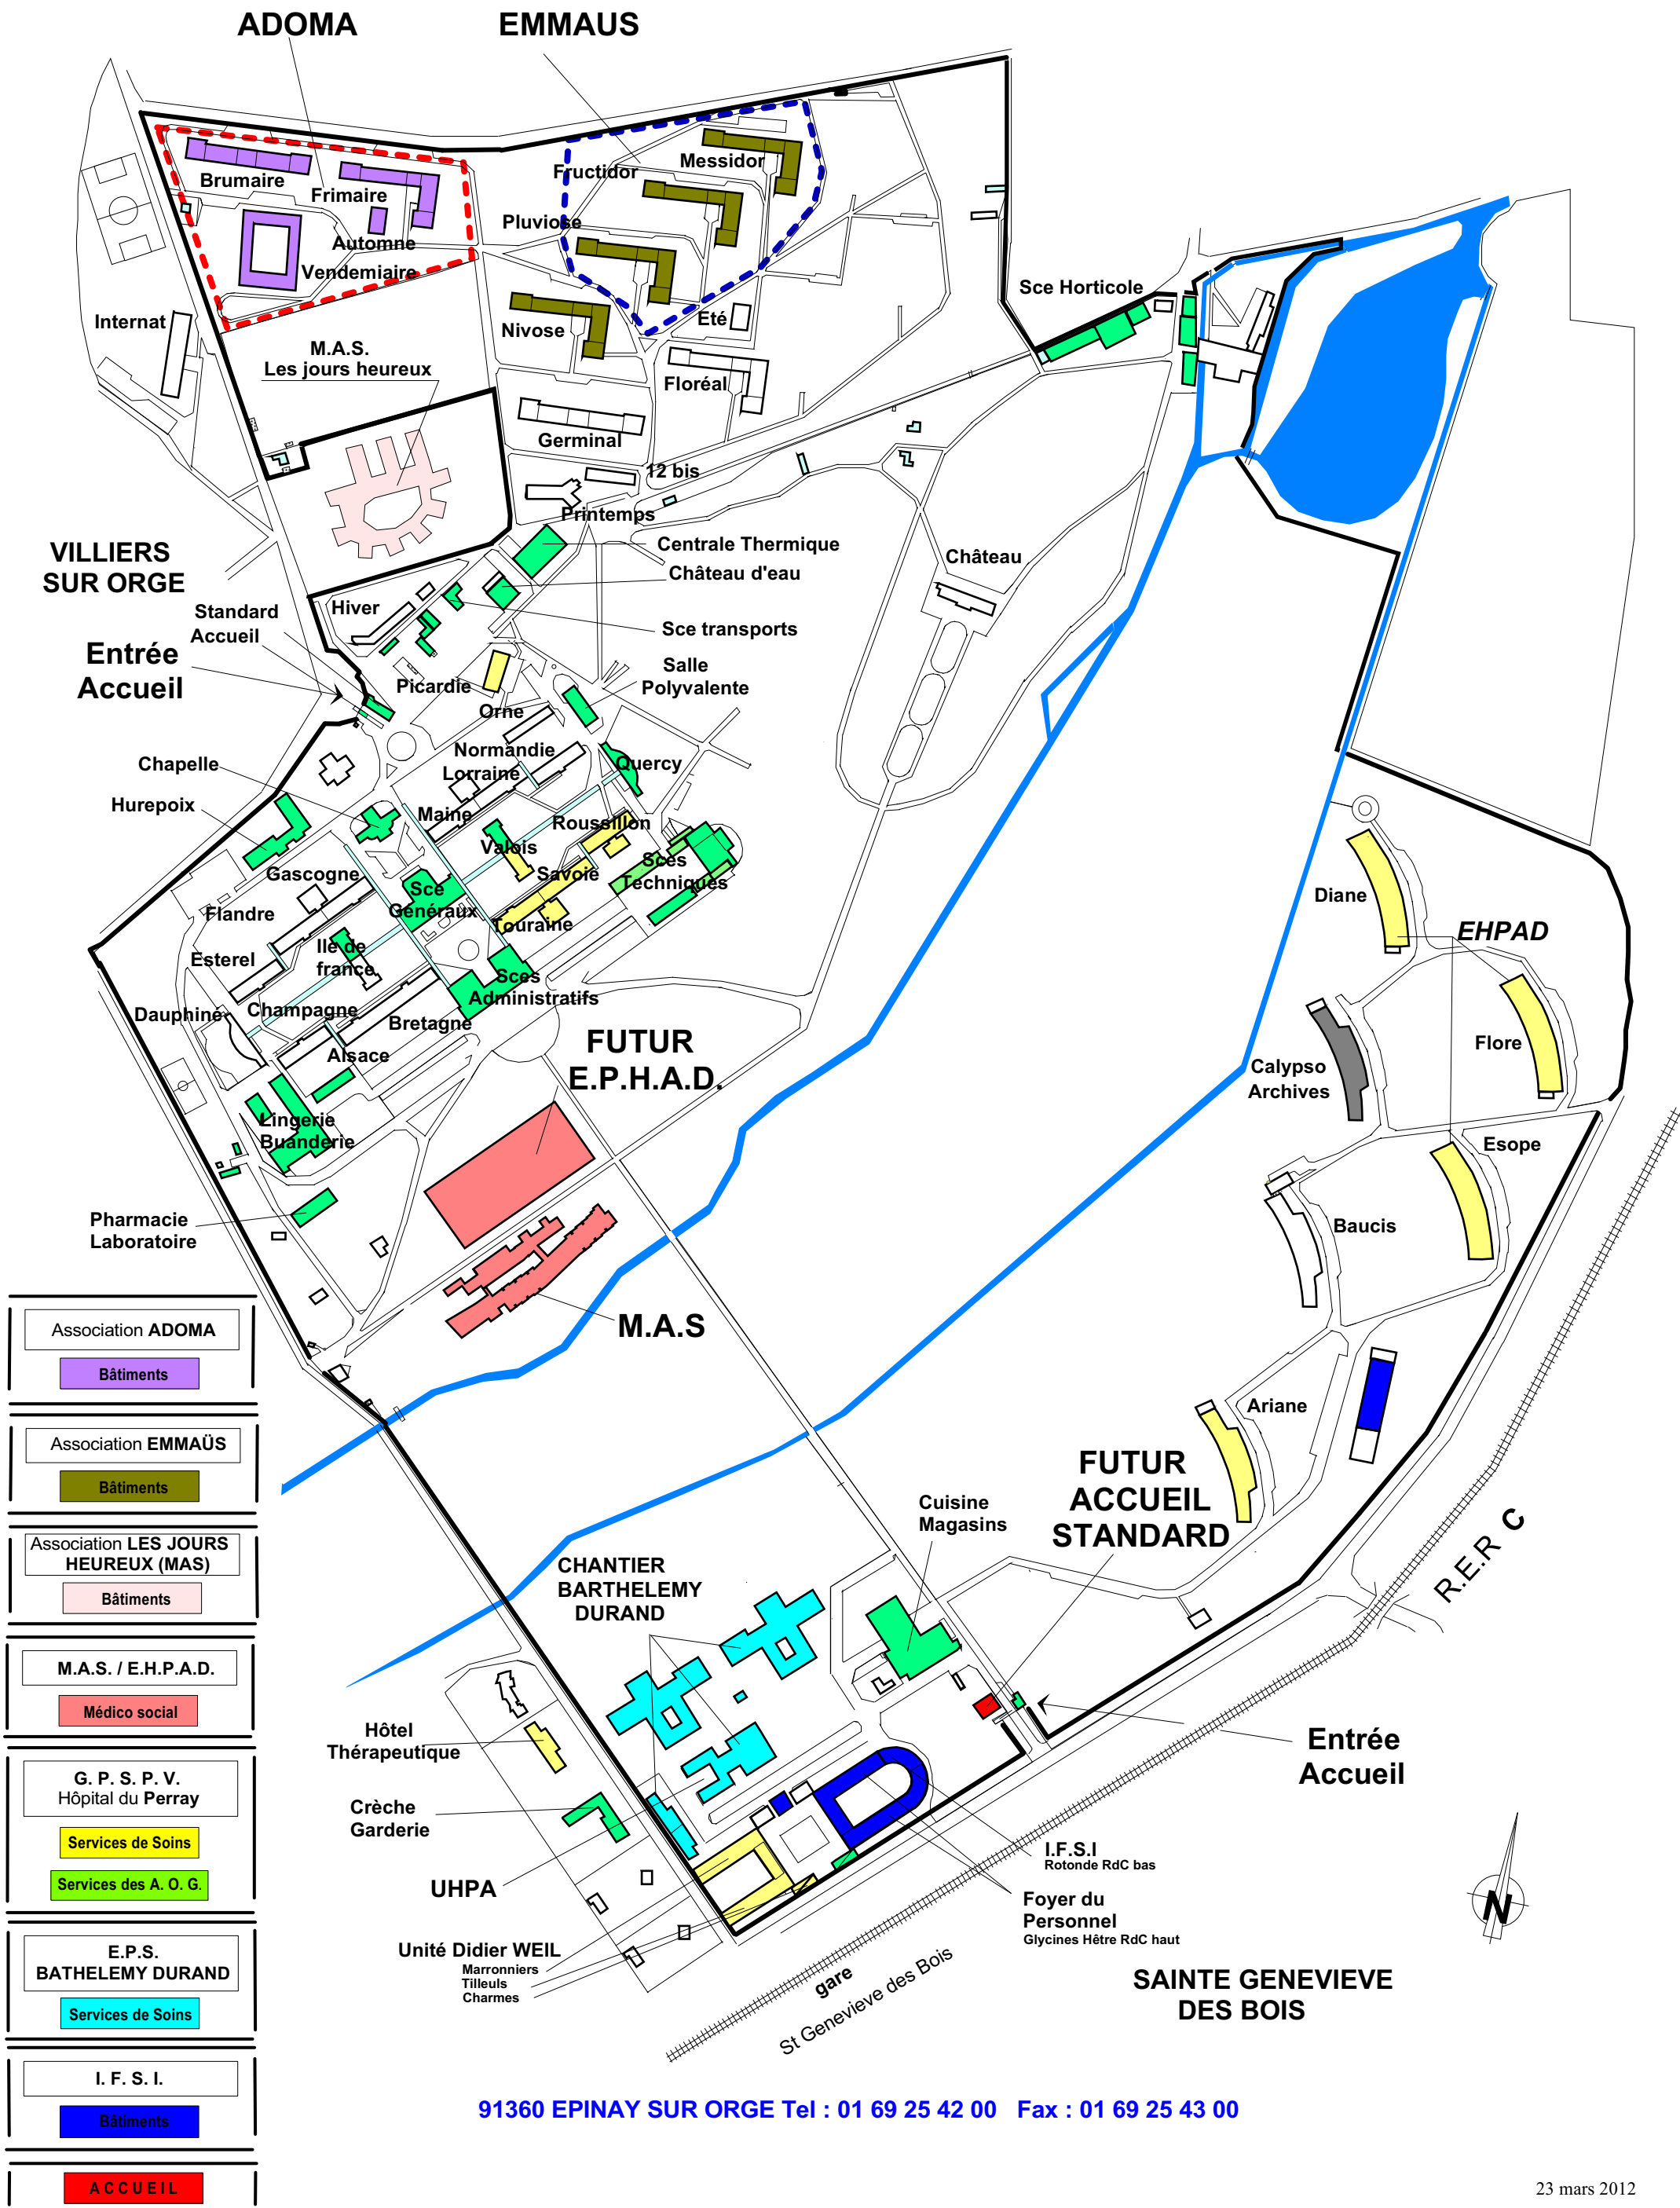 ADOMA
EMMAUS
Brumaire
Frimaire
Automne
Vendemiaire
Messidor
Fructidor
Pluviose
Nivose
Eté
Floréal
Germinal
12 bis
Printemps
Internat
M.A.S.
Les jours heureux
Sce Horticole
VILLIERS
SUR ORGE
Centrale Thermique
Château d'eau
Château
Hiver
Standard
Accueil
Entrée
Accueil
Sce transports
Salle
Polyvalente
Picardie
Orne
Normandie
Lorraine
Quercy
Chapelle
Hurepoix
Maine
Roussillon
Valois
Savoie
Sces
Techniques
Gascogne
Sce
Généraux
Touraine
Flandre
Esterel
Ile de
france
Sces
Administratifs
Dauphiné
Champagne
Bretagne
Alsace
Lingerie
Buanderie
Pharmacie
Laboratoire
FUTUR
E.P.H.A.D.
M.A.S
Diane
EHPAD
Flore
Calypso
Archives
Esope
Baucis
Ariane
FUTUR
ACCUEIL
STANDARD
Cuisine
Magasins
CHANTIER
BARTHELEMY
DURAND
R.E.R C
Hôtel
Thérapeutique
Crèche
Garderie
UHPA
Unité Didier WEIL
Marronniers
Tilleuls
Charmes
Entrée
Accueil
I.F.S.I
Rotonde RdC bas
Foyer du
Personnel
Glycines Hêtre RdC haut
gare
St Genevieve des Bois
SAINTE GENEVIEVE
DES BOIS
N
Association ADOMA
Bâtiments
Association EMMAÜS
Bâtiments
Association LES JOURS
HEUREUX (MAS)
Bâtiments
M.A.S. / E.H.P.A.D.
Médico social
G. P. S. P. V.
Hôpital du Perray
Services de Soins
Services des A. O. G.
E.P.S.
BATHELEMY DURAND
Services de Soins
I. F. S. I.
Bâtiments
ACCUEIL
91360 EPINAY SUR ORGE Tel : 01 69 25 42 00 Fax : 01 69 25 43 00
23 mars 2012